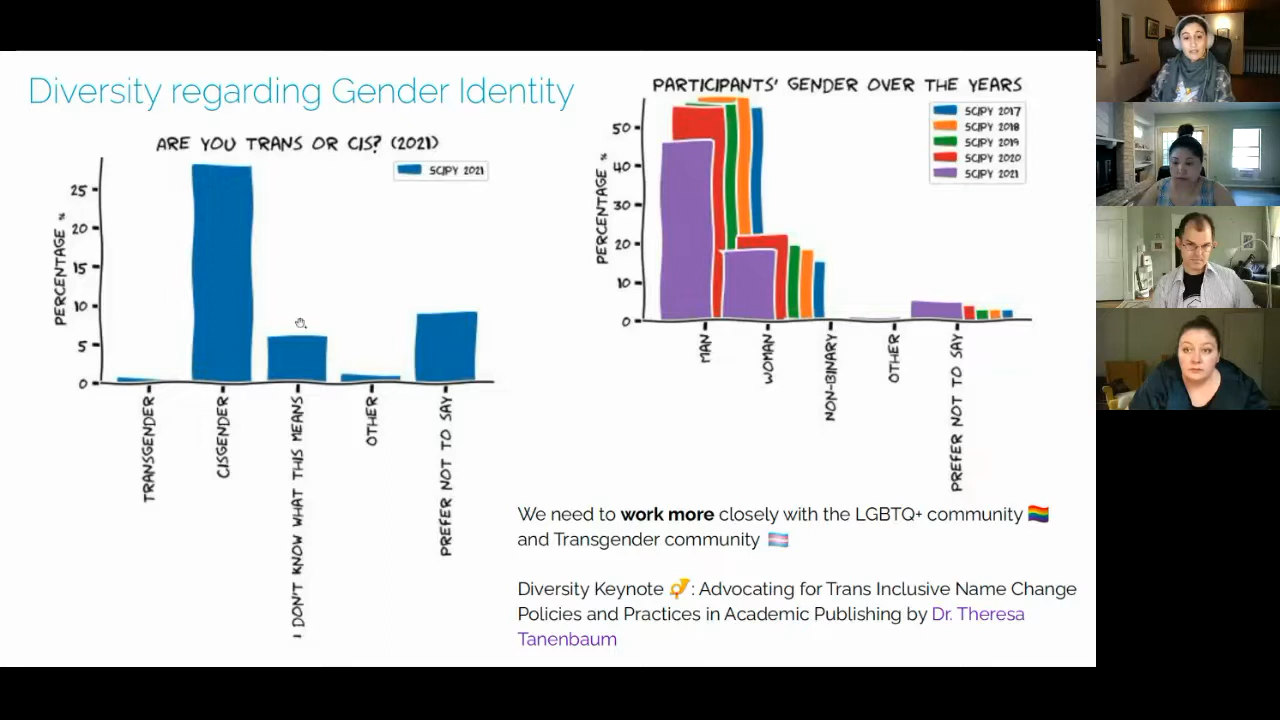 Diversity regarding Gender Identity
ARE YOU TRANS OR CIS? (2021)
SCIPY 2021
PERCENTAGE %
25
20
15
10
5
0
TRANSGENDER
CISGENDER
I DON'T KNOW WHAT THIS MEANS
OTHER
PREFER NOT TO SAY
PARTICIPANTS' GENDER OVER THE YEARS
SCIPY 2017
SCIPY 2018
SCIPY 2019
SCIPY 2020
SCIPY 2021
PERCENTAGE %
50
40
30
20
10
0
MAN
WOMAN
NON-BINARY
OTHER
PREFER NOT TO SAY
We need to work more closely with the LGBTQ+ community 🏳️‍🌈
and Transgender community 🏳️‍⚧️
Diversity Keynote : Advocating for Trans Inclusive Name Change
Policies and Practices in Academic Publishing by Dr. Theresa
Tanenbaum